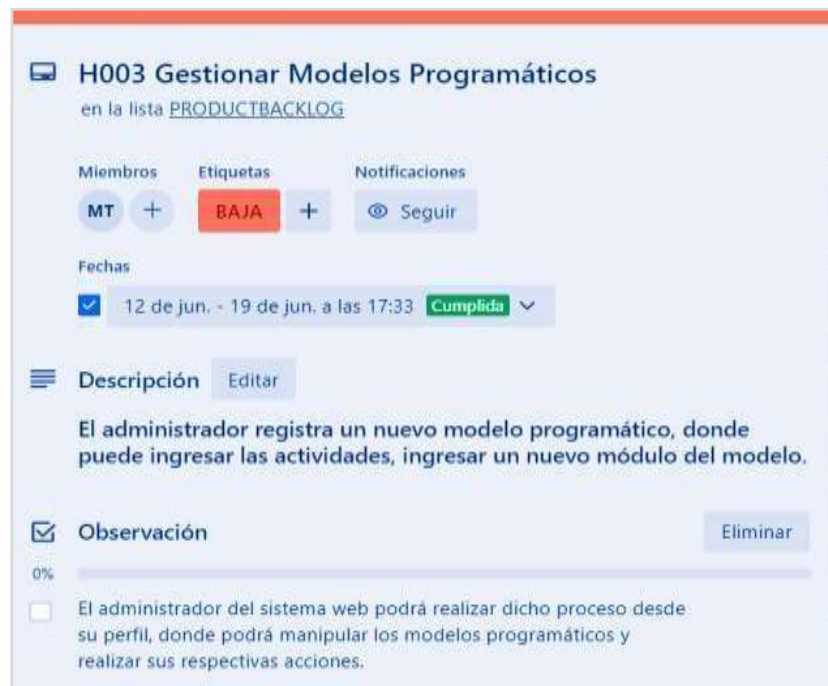 H003 Gestionar Modelos Programáticos
en la lista PRODUCTBACKLOG
Miembros Etiquetas Notificaciones
MT + BAJA + Seguir
Fechas
12 de jun. - 19 de jun. a las 17:33 Cumplida
Descripción Editar
El administrador registra un nuevo modelo programático, donde
puede ingresar las actividades, ingresar un nuevo módulo del modelo.
Observación Eliminar
0%
El administrador del sistema web podrá realizar dicho proceso desde
su perfil, donde podrá manipular los modelos programáticos y
realizar sus respectivas acciones.